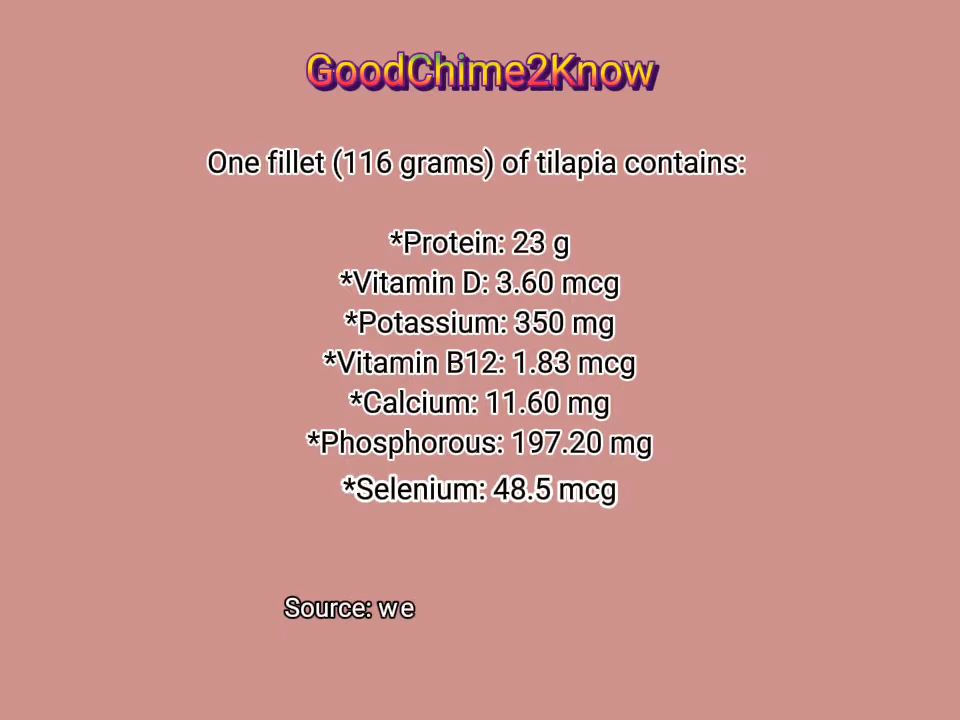 GoodChime2Know
One fillet (116 grams) of tilapia contains:
*Protein: 23 g
*Vitamin D: 3.60 mcg
*Potassium: 350 mg
*Vitamin B12: 1.83 mcg
*Calcium: 11.60 mg
*Phosphorous: 197.20 mg
*Selenium: 48.5 mcg
Source: we